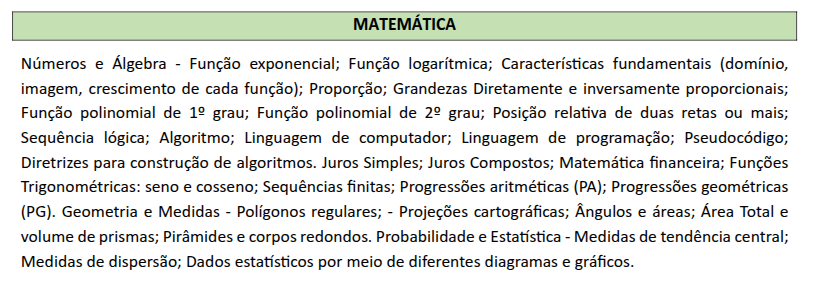 MATEMÁTICA
Números e Álgebra - Função exponencial; Função logarítmica; Características fundamentais (domínio,
imagem, crescimento de cada função); Proporção; Grandezas Diretamente e inversamente proporcionais;
Função polinomial de 1º grau; Função polinomial de 2º grau; Posição relativa de duas retas ou mais;
Sequência lógica; Algoritmo; Linguagem de computador; Linguagem de programação; Pseudocódigo;
Diretrizes para construção de algoritmos. Juros Simples; Juros Compostos; Matemática financeira; Funções
Trigonométricas: seno e cosseno; Sequências finitas; Progressões aritméticas (PA); Progressões geométricas
(PG). Geometria e Medidas - Polígonos regulares; - Projeções cartográficas; Ângulos e áreas; Área Total e
volume de prismas; Pirâmides e corpos redondos. Probabilidade e Estatística - Medidas de tendência central;
Medidas de dispersão; Dados estatísticos por meio de diferentes diagramas e gráficos.